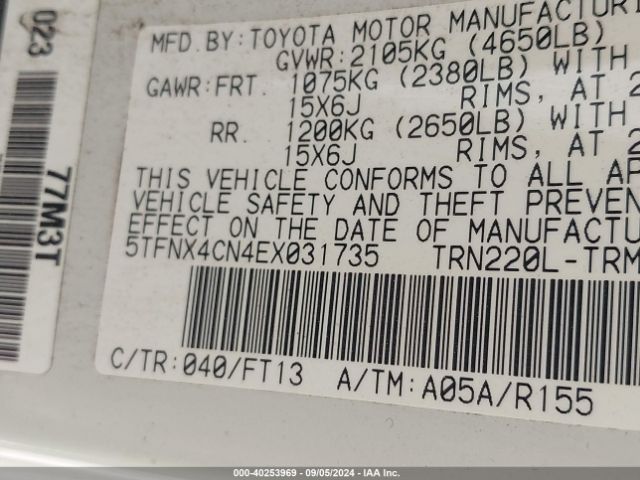 MFD. BY: TOYOTA MOTOR MANUFACTURI
GVWR: 2105KG (4650LB)
GAWR: FRT. 1075KG (2380LB) WITH
15X6J RIMS, AT 2
RR. 1200KG (2650LB) WITH
15X6J RIMS, AT 2
THIS VEHICLE CONFORMS TO ALL AP
VEHICLE SAFETY AND THEFT PREVEN
EFFECT ON THE DATE OF MANUFACTU
5TFNX4CN4EX031735 TRN220L-TRM
C/TR: 040/FT13 A/TM: A05A/R155
023
77M3T
000-40253969 - 09/05/2024 - IAA Inc.